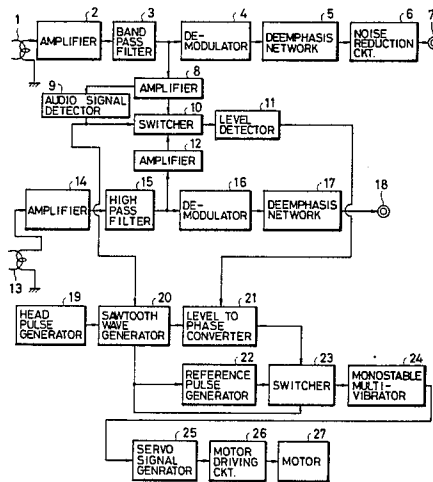 1
2
AMPLIFIER
3
BAND
PASS
FILTER
4
DE-
MODULATOR
5
DEEMPHASIS
NETWORK
6
NOISE
REDUCTION
CKT.
7
8
AMPLIFIER
9
AUDIO SIGNAL
DETECTOR
10
SWITCHER
11
LEVEL
DETECTOR
12
AMPLIFIER
14
AMPLIFIER
15
HIGH
PASS
FILTER
16
DE-
MODULATOR
17
DEEMPHASIS
NETWORK
18
13
19
HEAD
PULSE
GENERATOR
20
SAWTOOTH
WAVE
GENERATOR
21
LEVEL TO
PHASE
CONVERTER
22
REFERENCE
PULSE
GENERATOR
23
SWITCHER
24
MONOSTABLE
MULTI-
VIBRATOR
25
SERVO
SIGNAL
GENRATOR
26
MOTOR
DRIVING
CKT.
27
MOTOR